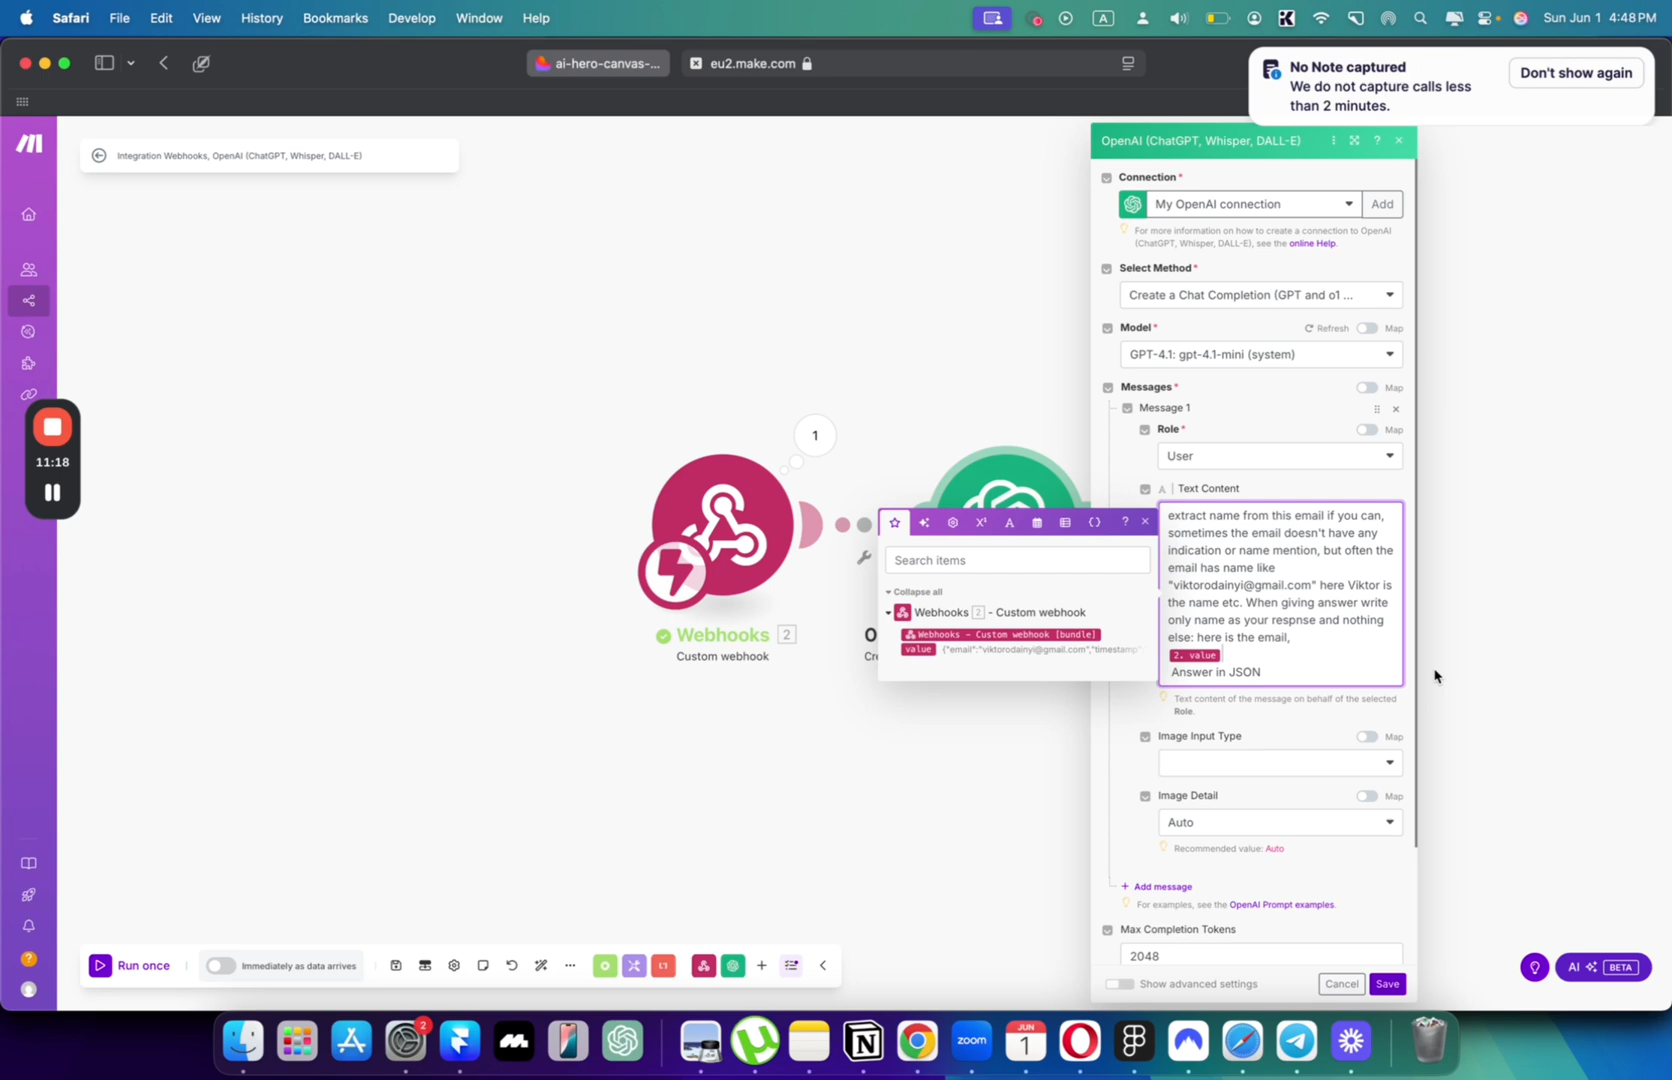 Safari File Edit View History Bookmarks Develop Window Help
A
Sun Jun 1 4:48 PM
ai-hero-canvas-...
eu2.make.com
No Note captured
We do not capture calls less
than 2 minutes.
Don't show again
Integration Webhooks, OpenAI (ChatGPT, Whisper, DALL-E)
OpenAI (ChatGPT, Whisper, DALL-E)
?
Connection *
My OpenAI connection
Add
For more information on how to create a connection to OpenAI
(ChatGPT, Whisper, DALL-E), see the online Help.
Select Method *
Create a Chat Completion (GPT and o1 ...
Model *
Refresh
Map
GPT-4.1: gpt-4.1-mini (system)
Messages *
Map
Message 1
Role *
Map
User
A | Text Content
extract name from this email if you can,
sometimes the email doesn't have any
indication or name mention, but often the
email has name like
"viktorodainyi@gmail.com" here Viktor is
the name etc. When giving answer write
only name as your respnse and nothing
else: here is the email,
2. value
Answer in JSON
Text content of the message on behalf of the selected
Role.
Image Input Type
Map
Image Detail
Map
Auto
Recommended value: Auto
+ Add message
For examples, see the OpenAI Prompt examples.
Max Completion Tokens
2048
Show advanced settings
Cancel
Save
11:18
1
Webhooks 2
Custom webhook
O
Cre
Search items
Collapse all
Webhooks 2 - Custom webhook
Webhooks - Custom webhook [bundle]
value {"email":"viktorodainyi@gmail.com","timestamp"
Run once
Immediately as data arrives
AI BETA
2
zoom
JUN
1